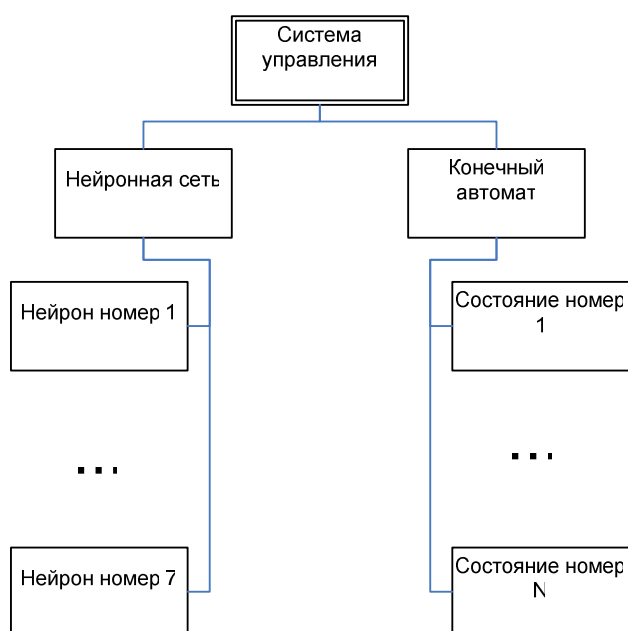 Система
управления
Нейронная сеть
Конечный
автомат
Нейрон номер 1
Состояние номер
1
...
...
Нейрон номер 7
Состояние номер
N